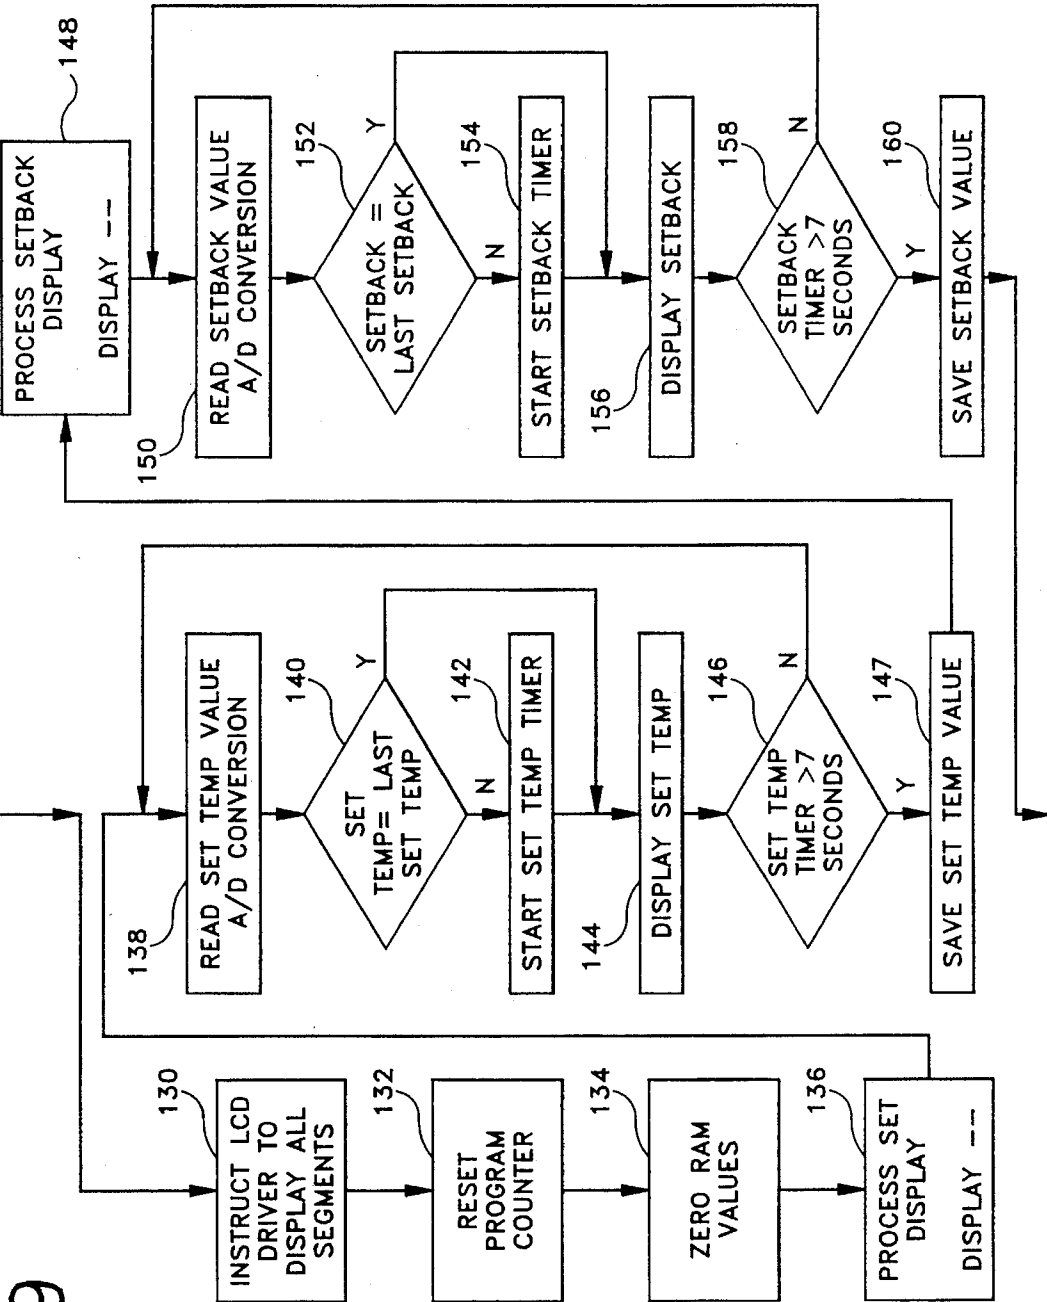 130
INSTRUCT LCD
DRIVER TO
DISPLAY ALL
SEGMENTS
132
RESET
PROGRAM
COUNTER
134
ZERO RAM
VALUES
136
PROCESS SET
DISPLAY
DISPLAY --
138
READ SET TEMP VALUE
A/D CONVERSION
140
SET
TEMP= LAST
SET TEMP
Y
N
142
START SET TEMP TIMER
144
DISPLAY SET TEMP
146
SET TEMP
TIMER >7
SECONDS
N
Y
147
SAVE SET TEMP VALUE
148
PROCESS SETBACK
DISPLAY
DISPLAY --
150
READ SETBACK VALUE
A/D CONVERSION
152
SETBACK =
LAST SETBACK
Y
N
154
START SETBACK TIMER
156
DISPLAY SETBACK
158
SETBACK
TIMER >7
SECONDS
N
Y
160
SAVE SETBACK VALUE